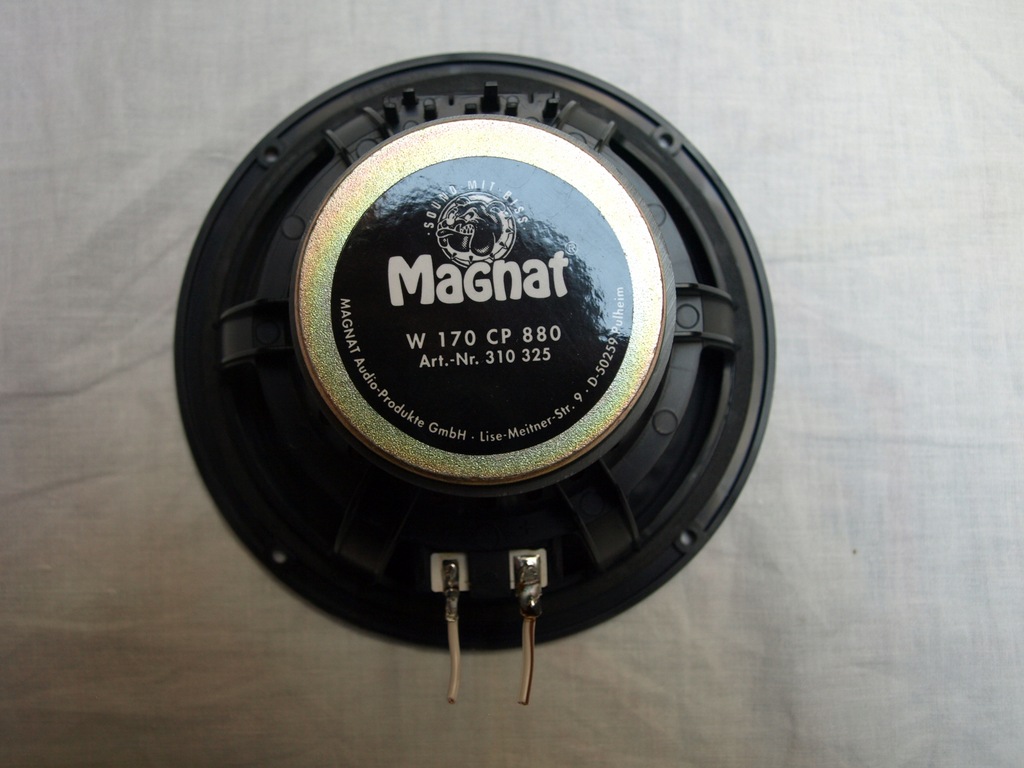 SOUND MIT BISS
Magnat®
W 170 CP 880
Art.-Nr. 310 325
MAGNAT Audio-Produkte GmbH · Lise-Meitner-Str. 9 · D-50259 Pulheim